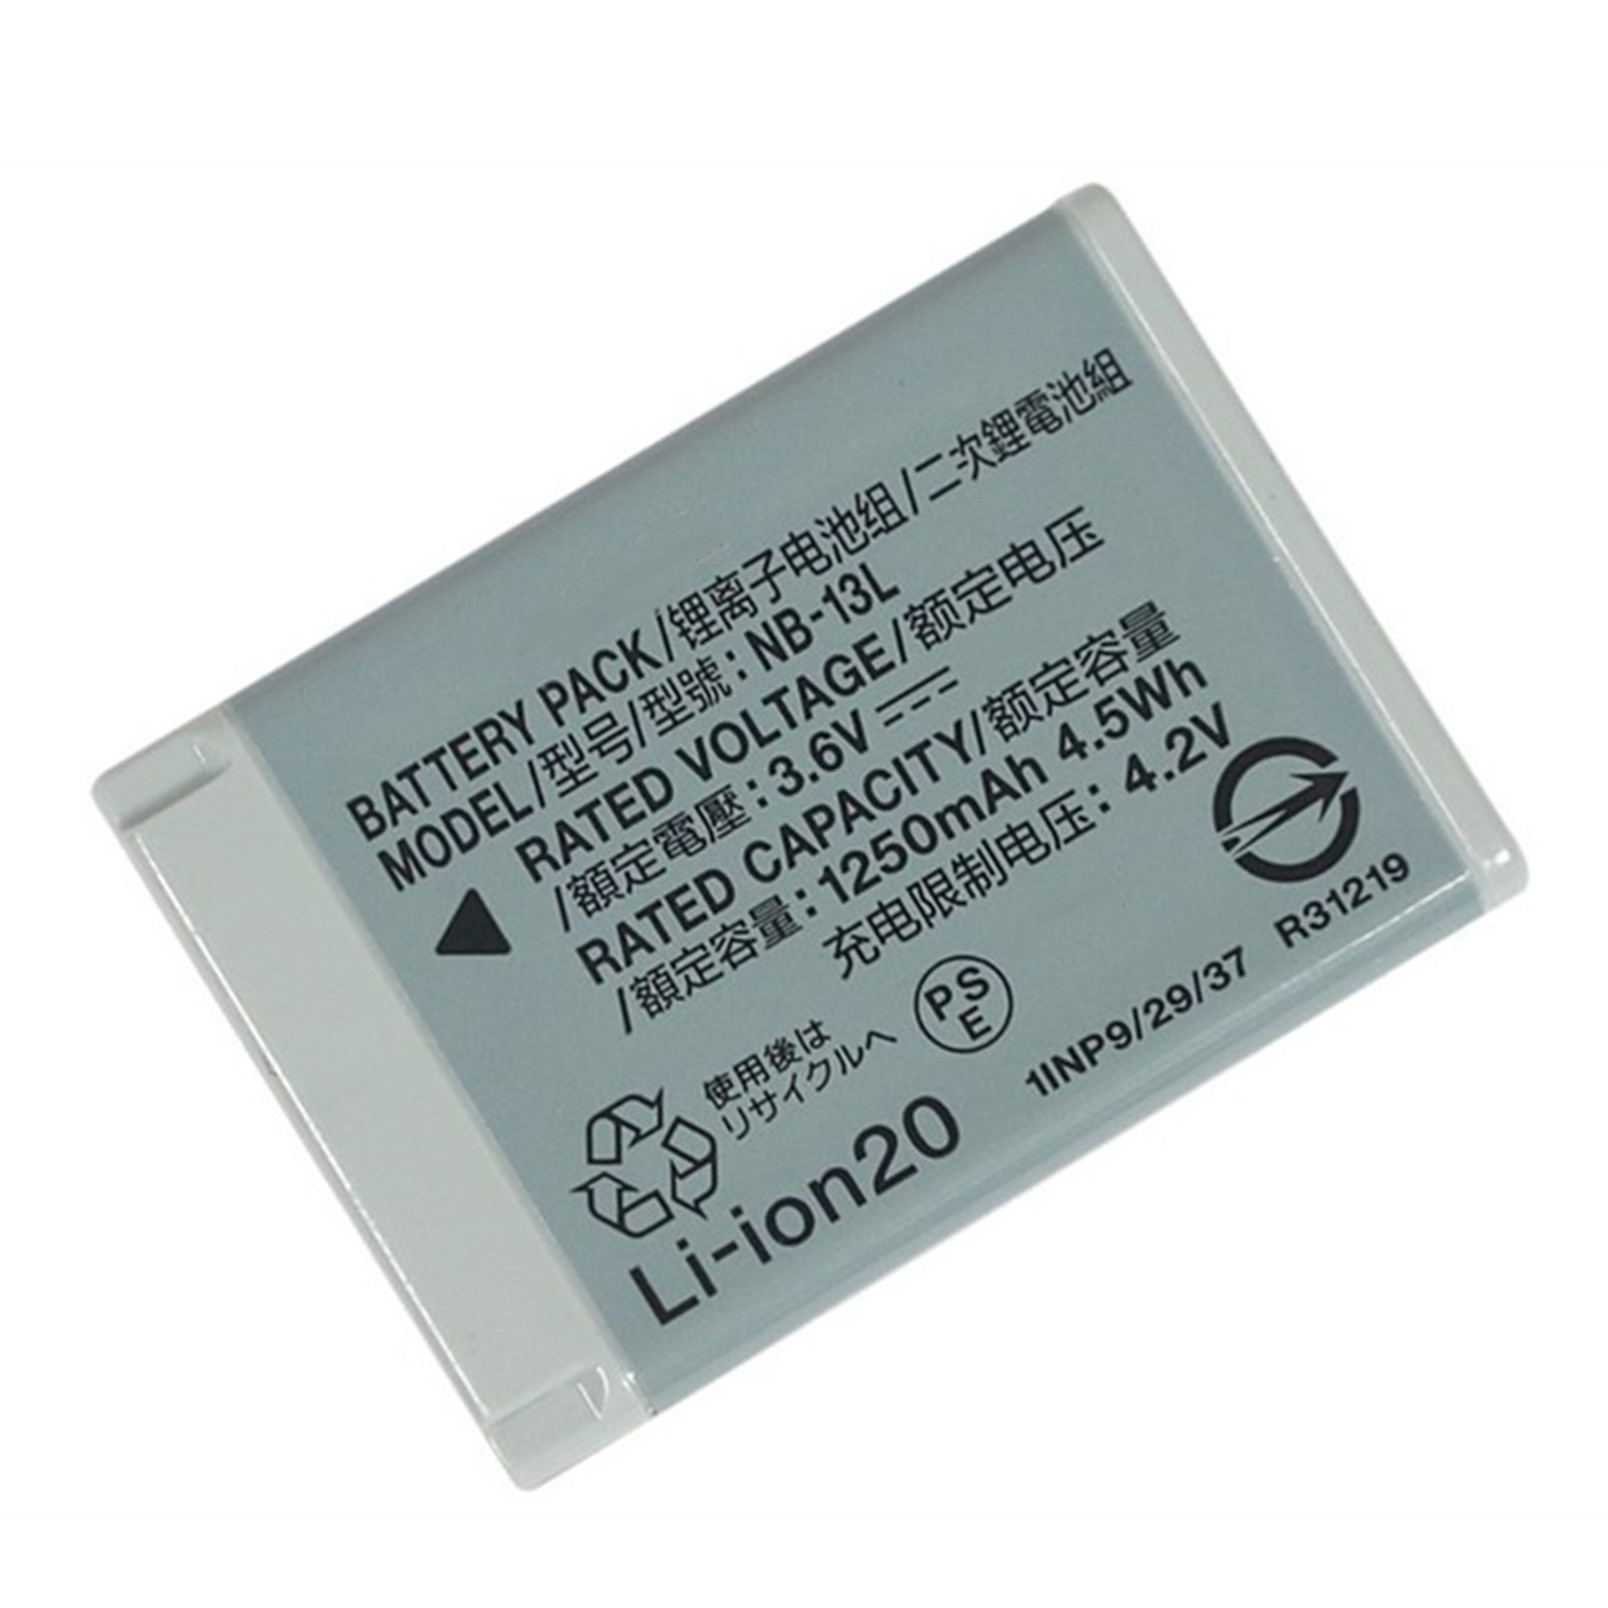 BATTERY PACK/锂离子电池组/二次鋰電池組
MODEL/型号/型號: NB-13L
RATED VOLTAGE/额定电压
/額定電壓: 3.6V
RATED CAPACITY/额定容量
/額定容量: 1250mAh 4.5Wh
充电限制电压: 4.2V
使用後は
リサイクルへ
PSE
Li-ion20
1INP9/29/37
R31219